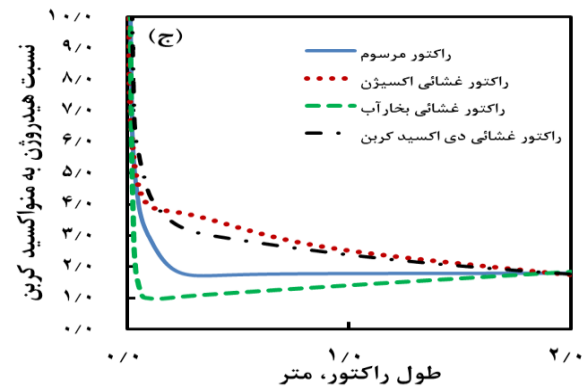 (ج)
راکتور مرسوم
راکتور غشائی اکسیژن
راکتور غشائی بخارآب
راکتور غشائی دی اکسید کربن
نسبت هیدروژن به منواکسید کربن
۱۰/۰
۹/۰
۸/۰
۷/۰
۶/۰
۵/۰
۴/۰
۳/۰
۲/۰
۱/۰
۰/۰
۰/۰ ۱/۰ ۲/۰
طول راکتور، متر